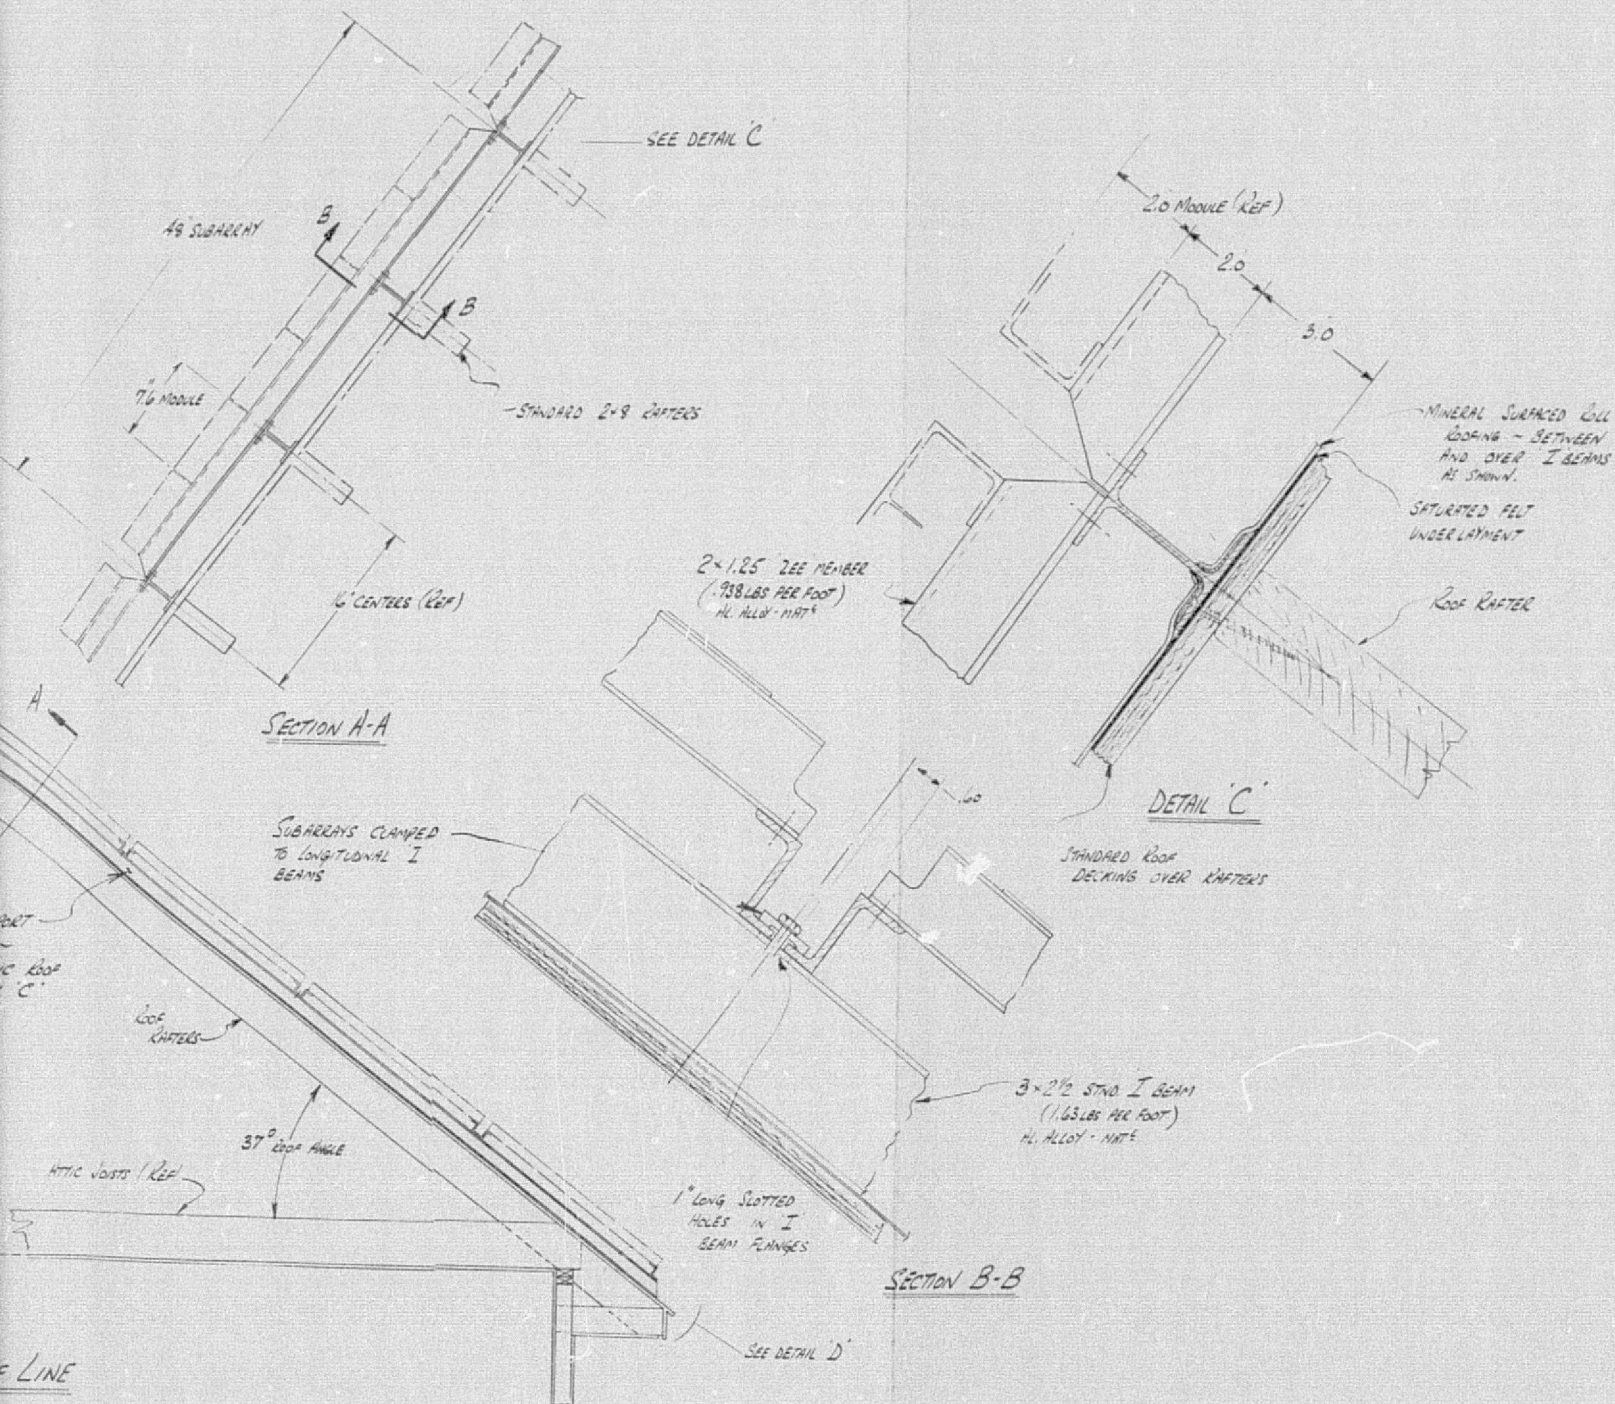 SEE DETAIL 'C'
48" SUBARRAY
B
B
7.6" MODULE
STANDARD 2×8 RAFTERS
16" CENTERS (REF)
SECTION A-A
A
2.0 MODULE (REF)
2.0
3.0
MINERAL SURFACED ROLL
ROOFING - BETWEEN
AND OVER I BEAMS
AS SHOWN.
SATURATED FELT
UNDERLAYMENT
ROOF RAFTER
2×1.25 ZEE MEMBER
(.938 LBS PER FOOT)
AL. ALLOY - MAT'L
DETAIL 'C'
STANDARD ROOF
DECKING OVER RAFTERS
SUBARRAYS CLAMPED
TO LONGITUDINAL I
BEAMS
.60
ROOF
'C'
ROOF
RAFTERS
37° ROOF ANGLE
ATTIC JOISTS (REF)
3×2½ STND. I BEAM
(1.63 LBS PER FOOT)
AL. ALLOY - MAT'L
1" LONG SLOTTED
HOLES IN I
BEAM FLANGES
SECTION B-B
SEE DETAIL 'D'
LINE